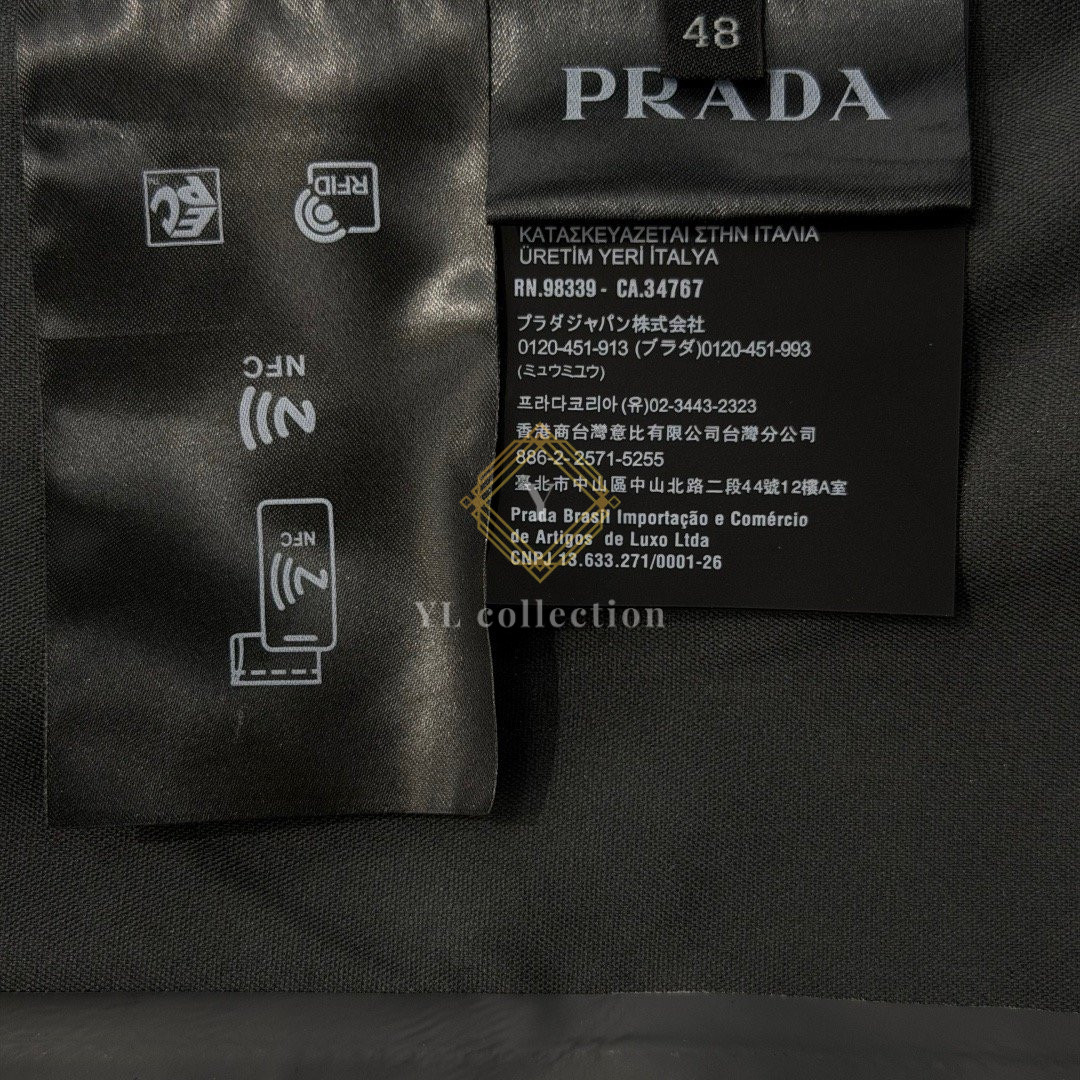 48
PRADA
EPC
RFID
NFC
NFC
ΚΑΤΑΣΚΕΥΑΖΕΤΑΙ ΣΤΗΝ ΙΤΑΛΙΑ
ÜRETİM YERİ İTALYA
RN.98339 - CA.34767
プラダジャパン株式会社
0120-451-913 (プラダ)0120-451-993
(ミュウミュウ)
프라다코리아(유)02-3443-2323
香港商台灣意比有限公司台灣分公司
886-2- 2571-5255
臺北市中山區中山北路二段44號12樓A室
Prada Brasil Importação e Comércio
de Artigos de Luxo Ltda
CNPJ 13.633.271/0001-26
Y
YL collection